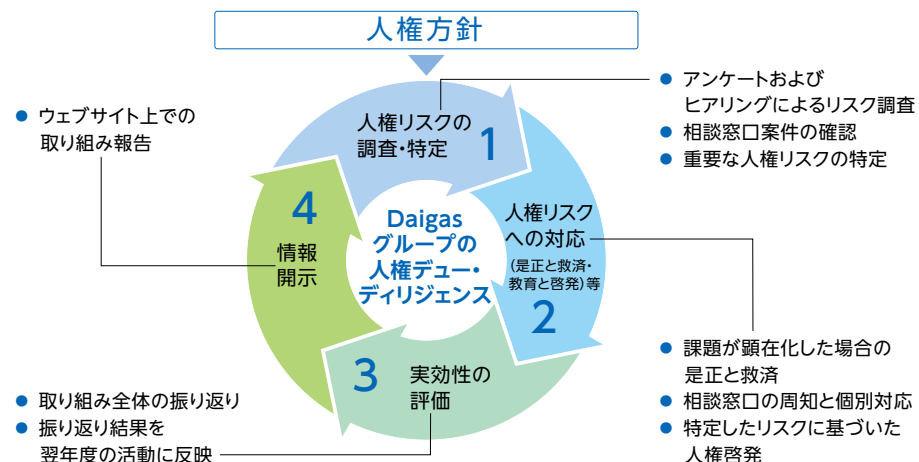 人権方針
人権リスクの
調査・特定
1
● アンケートおよび
ヒアリングによるリスク調査
● 相談窓口案件の確認
● 重要な人権リスクの特定
人権リスク
への対応
(是正と救済・
教育と啓発)等
2
● 課題が顕在化した場合の
是正と救済
● 相談窓口の周知と個別対応
● 特定したリスクに基づいた
人権啓発
3
実効性の
評価
● 取り組み全体の振り返り
● 振り返り結果を
翌年度の活動に反映
4
情報
開示
● ウェブサイト上での
取り組み報告
Daigas
グループの
人権デュー・
ディリジェンス